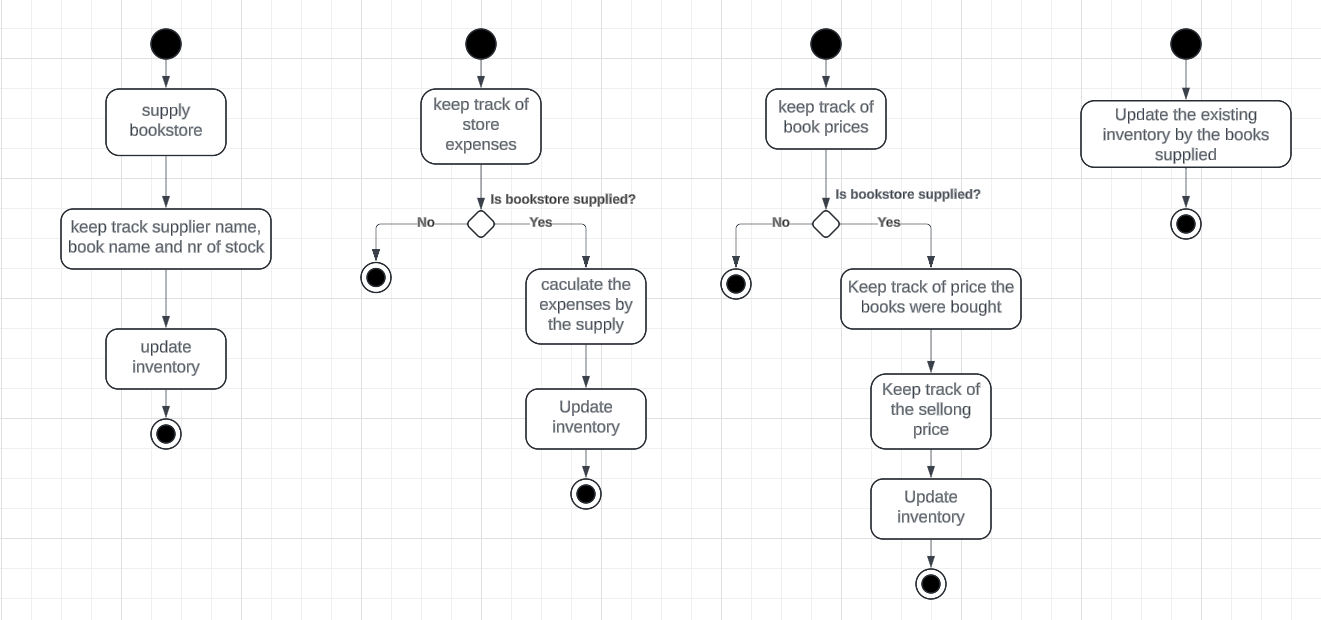 supply
bookstore
keep track supplier name,
book name and nr of stock
update
inventory
keep track of
store
expenses
Is bookstore supplied?
No
Yes
caculate the
expenses by
the supply
Update
inventory
keep track of
book prices
Is bookstore supplied?
No
Yes
Keep track of price the
books were bought
Keep track of
the sellong
price
Update
inventory
Update the existing
inventory by the books
supplied